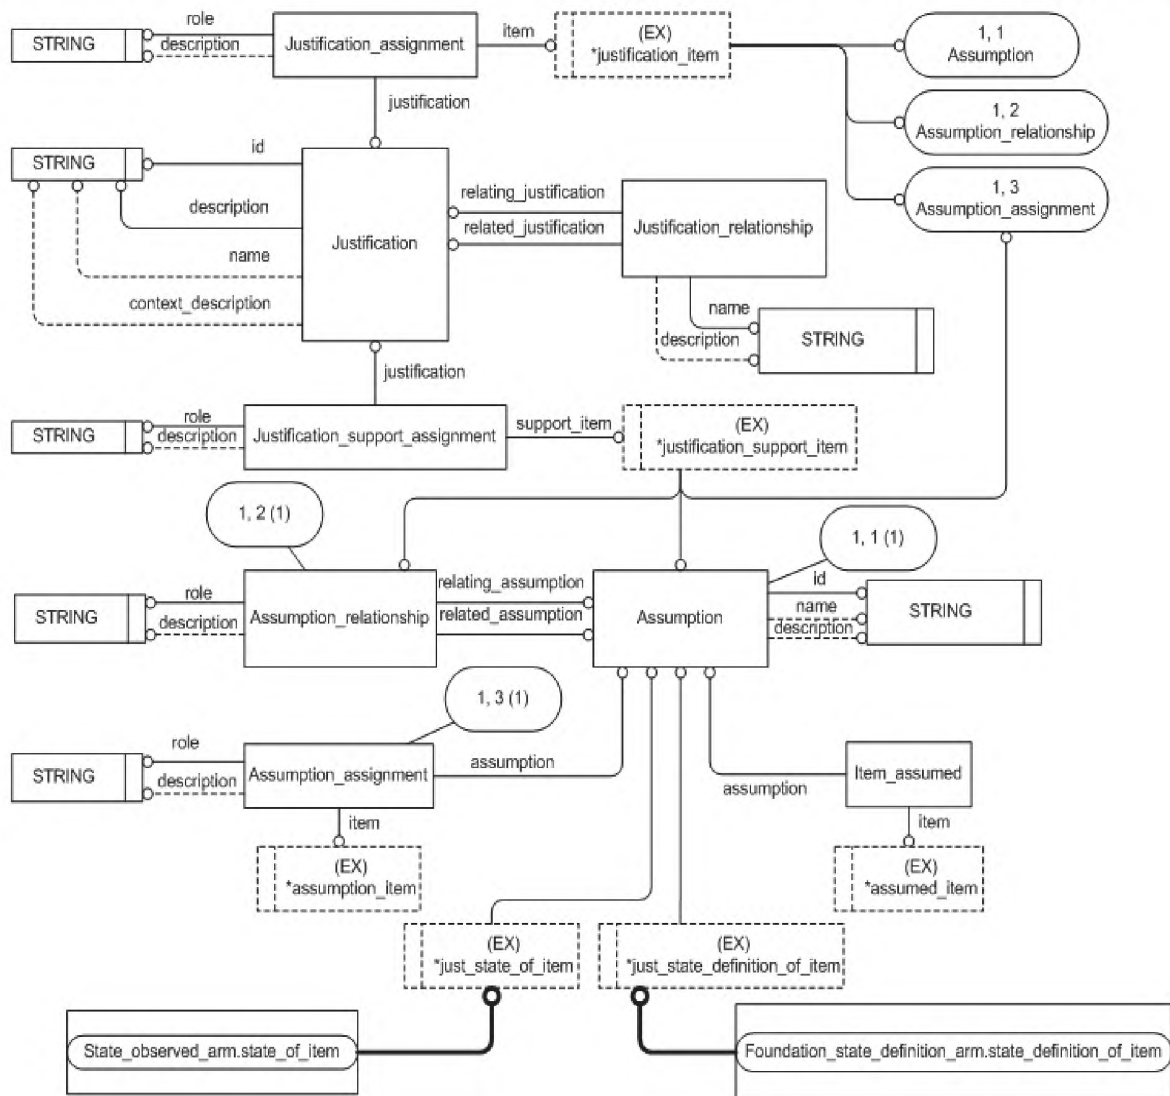 role
STRING
description
Justification_assignment
item
(EX)
*justification_item
1, 1
Assumption
justification
1, 2
Assumption_relationship
id
STRING
description
name
context_description
Justification
relating_justification
related_justification
Justification_relationship
1, 3
Assumption_assignment
name
description
STRING
justification
role
STRING
description
Justification_support_assignment
support_item
(EX)
*justification_support_item
1, 2 (1)
1, 1 (1)
role
STRING
description
Assumption_relationship
relating_assumption
related_assumption
Assumption
id
name
description
STRING
1, 3 (1)
role
STRING
description
Assumption_assignment
assumption
assumption
Item_assumed
item
(EX)
*assumption_item
item
(EX)
*assumed_item
(EX)
*just_state_of_item
(EX)
*just_state_definition_of_item
State_observed_arm.state_of_item
Foundation_state_definition_arm.state_definition_of_item